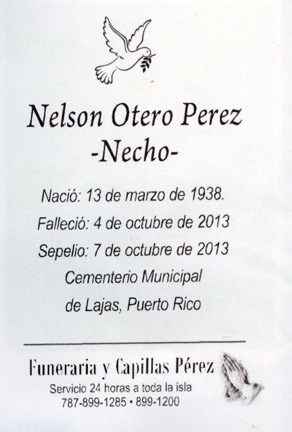 Nelson Otero Perez
-Necho-
Nació: 13 de marzo de 1938.
Falleció: 4 de octubre de 2013
Sepelio: 7 de octubre de 2013
Cementerio Municipal
de Lajas, Puerto Rico
Funeraria y Capillas Pérez
Servicio 24 horas a toda la isla
787-899-1285 • 899-1200